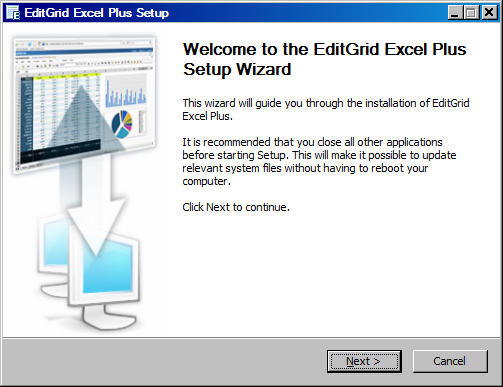 EditGrid Excel Plus Setup
Welcome to the EditGrid Excel Plus
Setup Wizard
This wizard will guide you through the installation of EditGrid
Excel Plus.
It is recommended that you close all other applications
before starting Setup. This will make it possible to update
relevant system files without having to reboot your
computer.
Click Next to continue.
Next >
Cancel